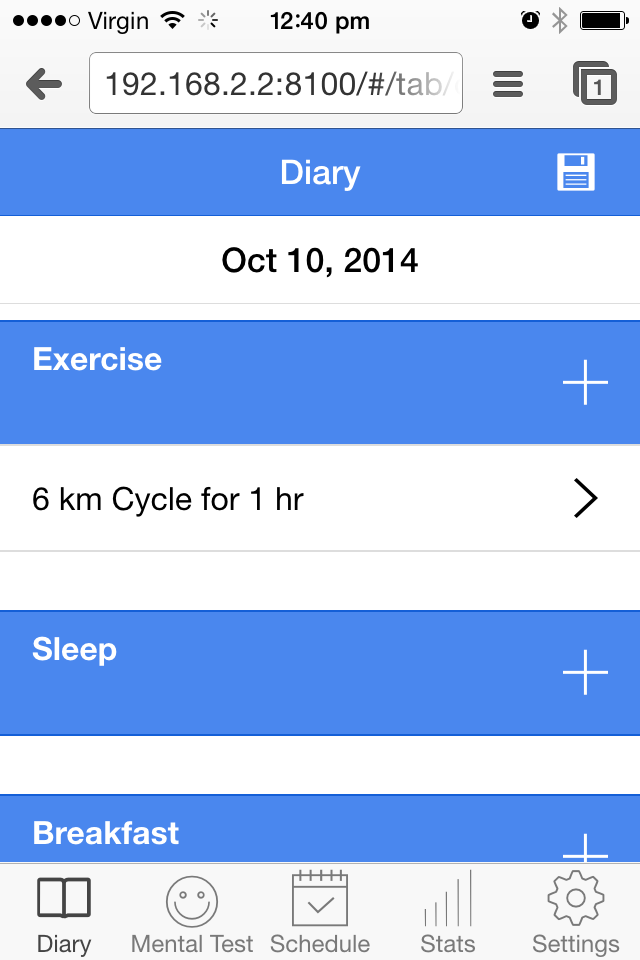 Virgin 12:40 pm
192.168.2.2:8100/#/tab/
1
Diary
Oct 10, 2014
Exercise
6 km Cycle for 1 hr
Sleep
Breakfast
Diary Mental Test Schedule Stats Settings